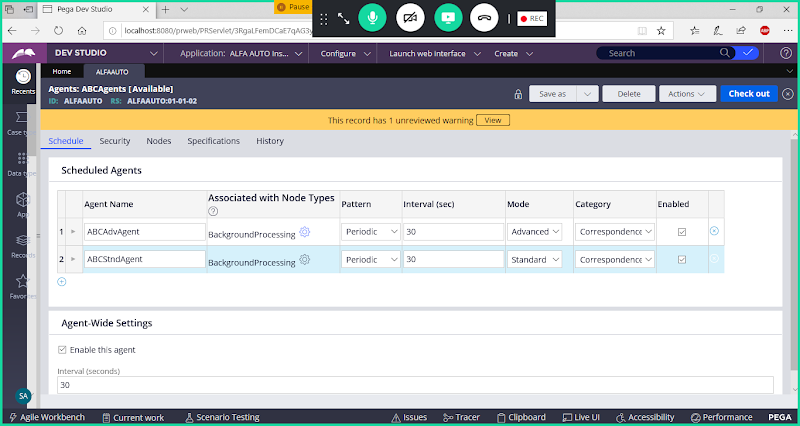 Pega Dev Studio
Pause
REC
localhost:8080/prweb/PRServlet/3RgaLFemDCaE7qAG3y
DEV STUDIO
Application: ALFA AUTO Ins...
Configure
Launch web interface
Create
Search
Recents
Home
ALFAAUTO
Agents: ABCAgents [Available]
ID: ALFAAUTO RS: ALFAAUTO:01-01-02
Save as
Delete
Actions
Check out
This record has 1 unreviewed warning
View
Case typ
Data type
App
Records
Favorites
Schedule
Security
Nodes
Specifications
History
Scheduled Agents
Agent Name
Associated with Node Types
Pattern
Interval (sec)
Mode
Category
Enabled
1 ABCAdvAgent BackgroundProcessing Periodic 30 Advanced Correspondence
2 ABCStndAgent BackgroundProcessing Periodic 30 Standard Correspondence
Agent-Wide Settings
Enable this agent
Interval (seconds)
30
SA
Agile Workbench
Current work
Scenario Testing
Issues
Tracer
Clipboard
Live UI
Accessibility
Performance
PEGA